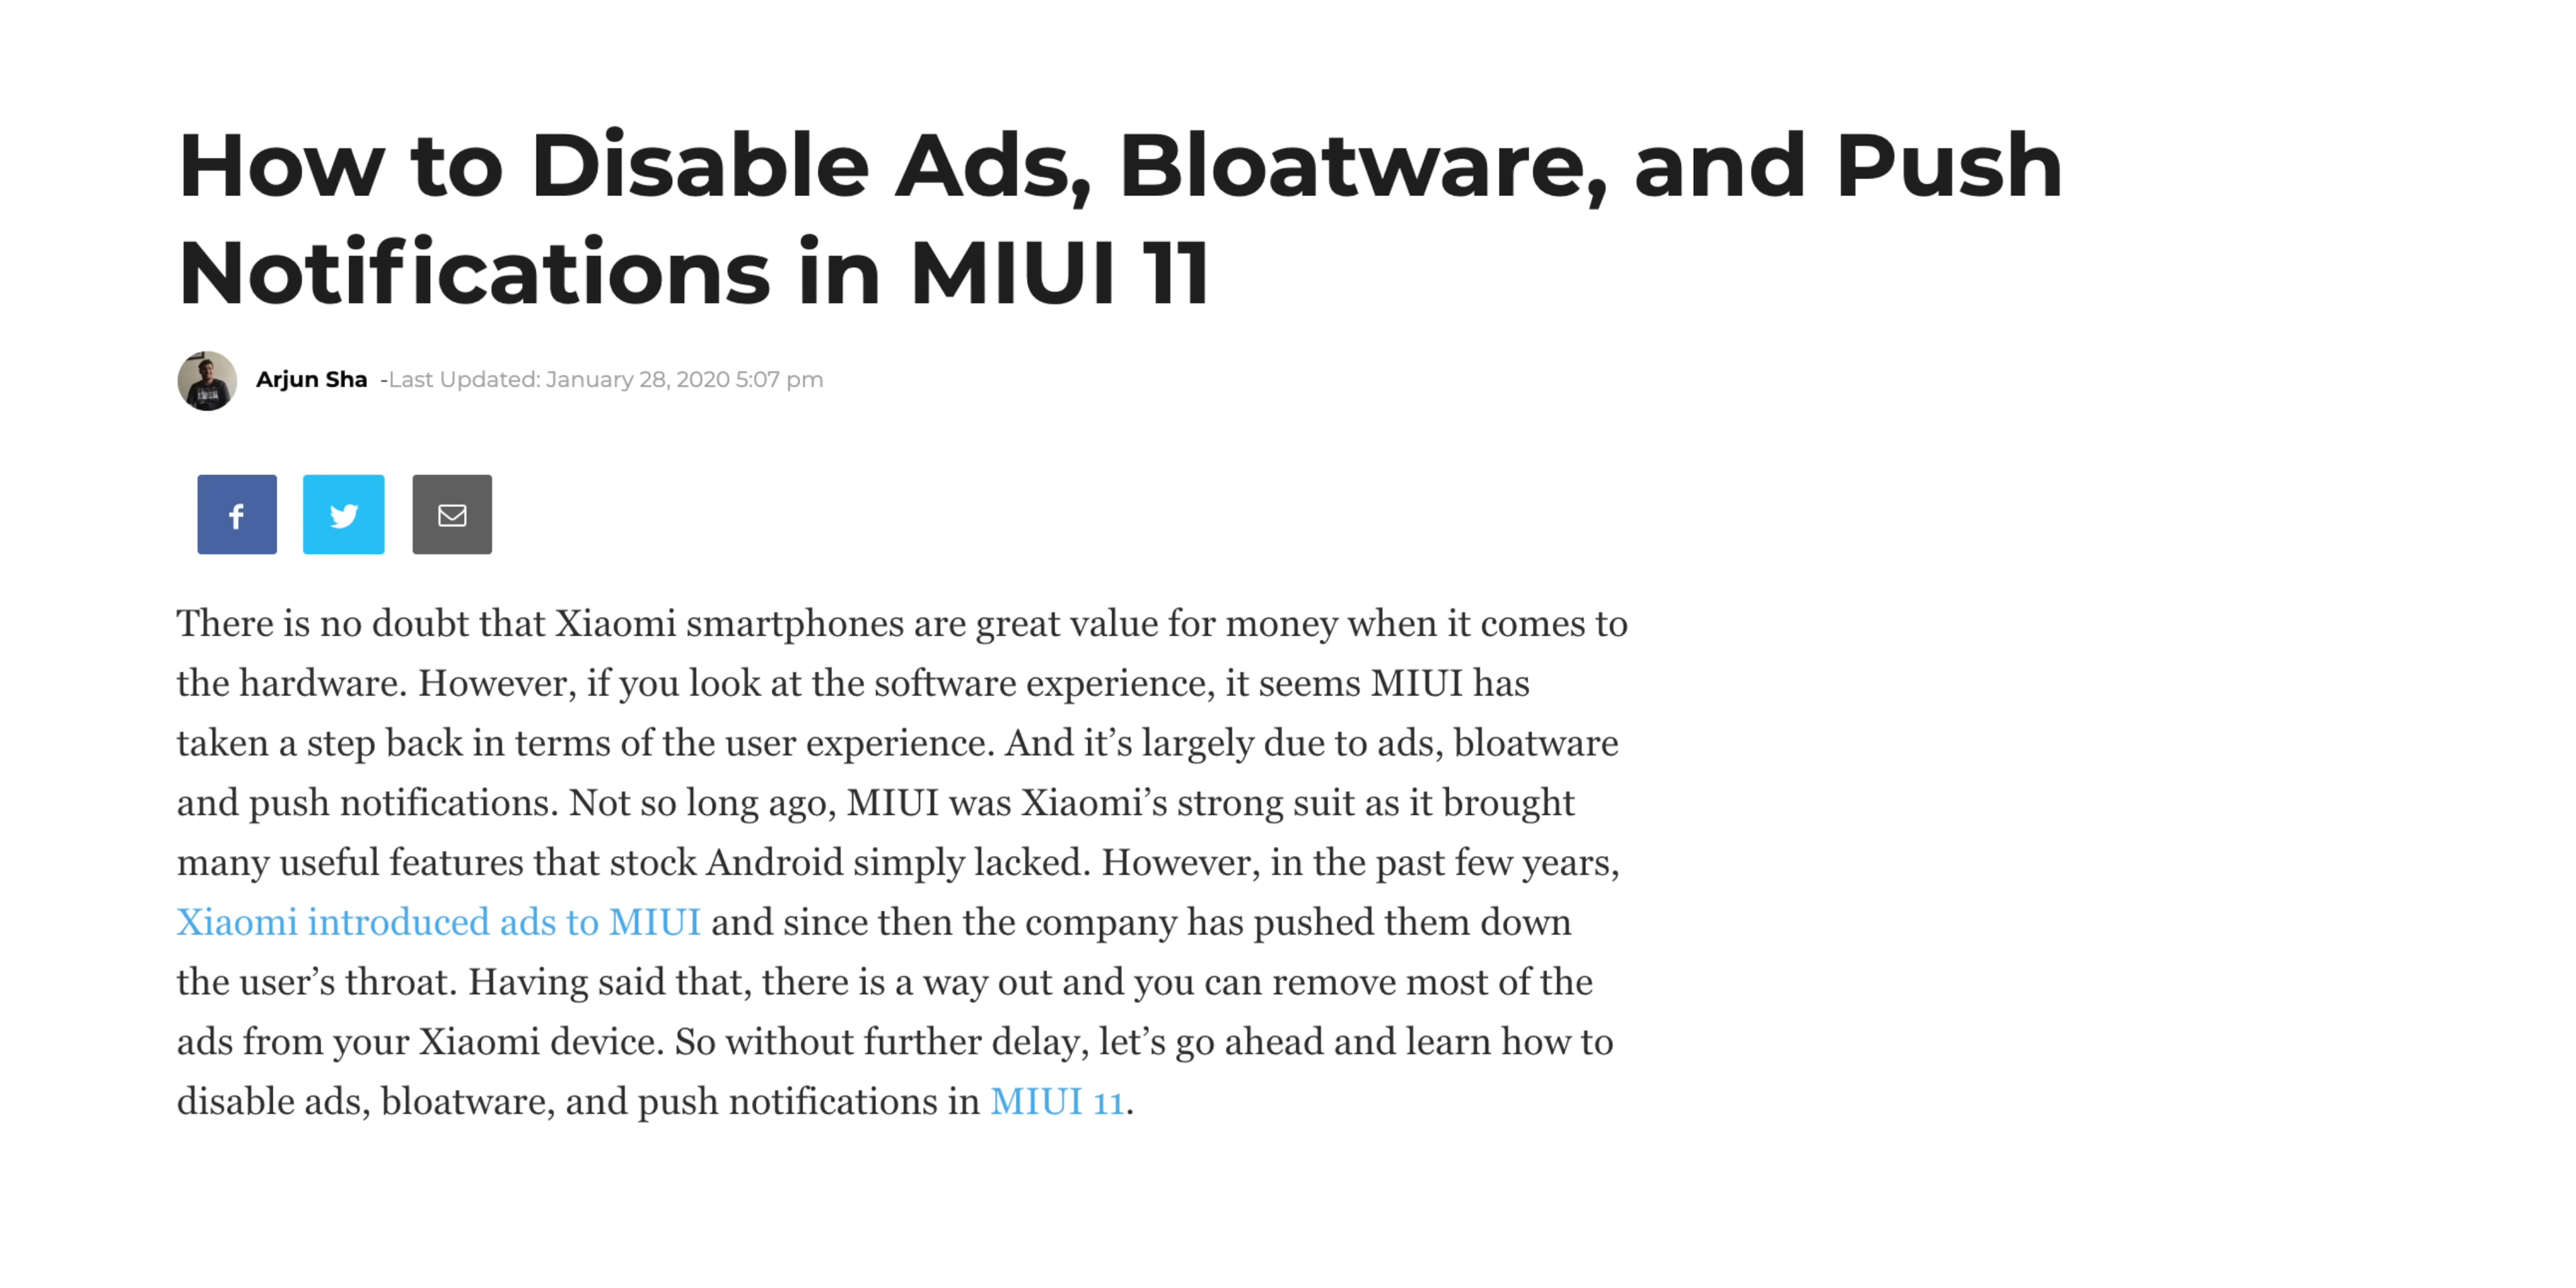 How to Disable Ads, Bloatware, and Push
Notifications in MIUI 11
Arjun Sha -Last Updated: January 28, 2020 5:07 pm
f
There is no doubt that Xiaomi smartphones are great value for money when it comes to
the hardware. However, if you look at the software experience, it seems MIUI has
taken a step back in terms of the user experience. And it’s largely due to ads, bloatware
and push notifications. Not so long ago, MIUI was Xiaomi’s strong suit as it brought
many useful features that stock Android simply lacked. However, in the past few years,
Xiaomi introduced ads to MIUI and since then the company has pushed them down
the user’s throat. Having said that, there is a way out and you can remove most of the
ads from your Xiaomi device. So without further delay, let’s go ahead and learn how to
disable ads, bloatware, and push notifications in MIUI 11.